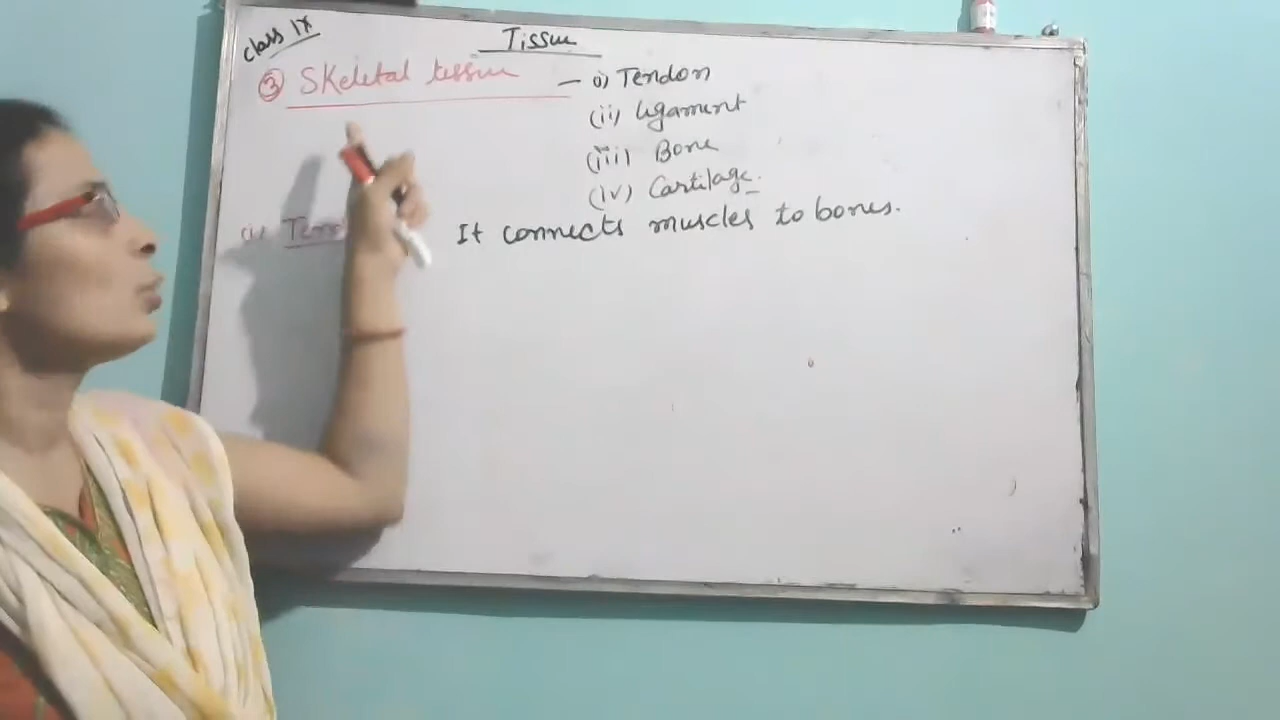 class IX
Tissue
③ Skeletal tissue – i) Tendon
(ii) ligament
(iii) Bone
(iv) Cartilage.
(i) It connects muscles to bones.